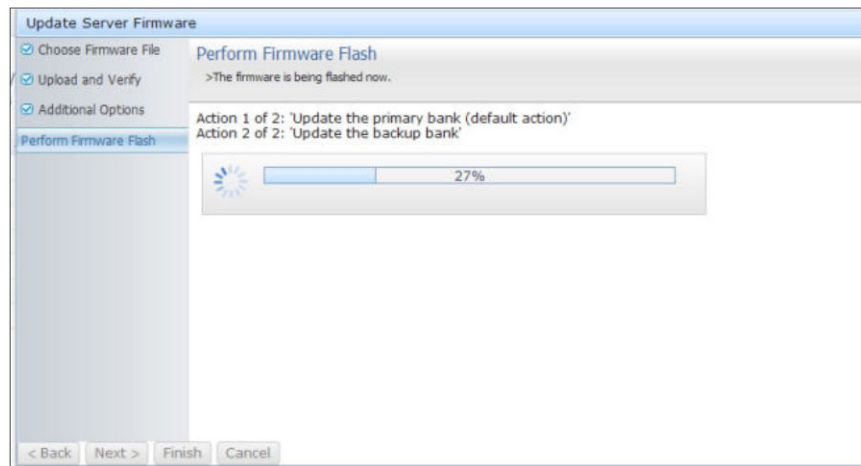 Update Server Firmware
Choose Firmware File
Upload and Verify
Additional Options
Perform Firmware Flash
Perform Firmware Flash
>The firmware is being flashed now.
Action 1 of 2: 'Update the primary bank (default action)'
Action 2 of 2: 'Update the backup bank'
27%
< Back
Next >
Finish
Cancel